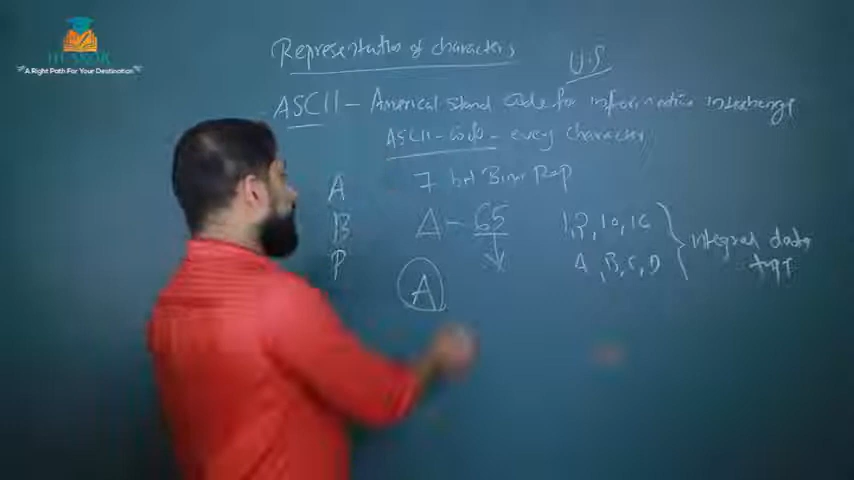 A Right Path For Your Destination
Representation of characters
U.S
ASCII - American stand code for information interchange
ASCII - code - every character
A 7 bit Binary Rep
B A - 65 1,2,10,16
P A, B, C, D
A
integral data
type